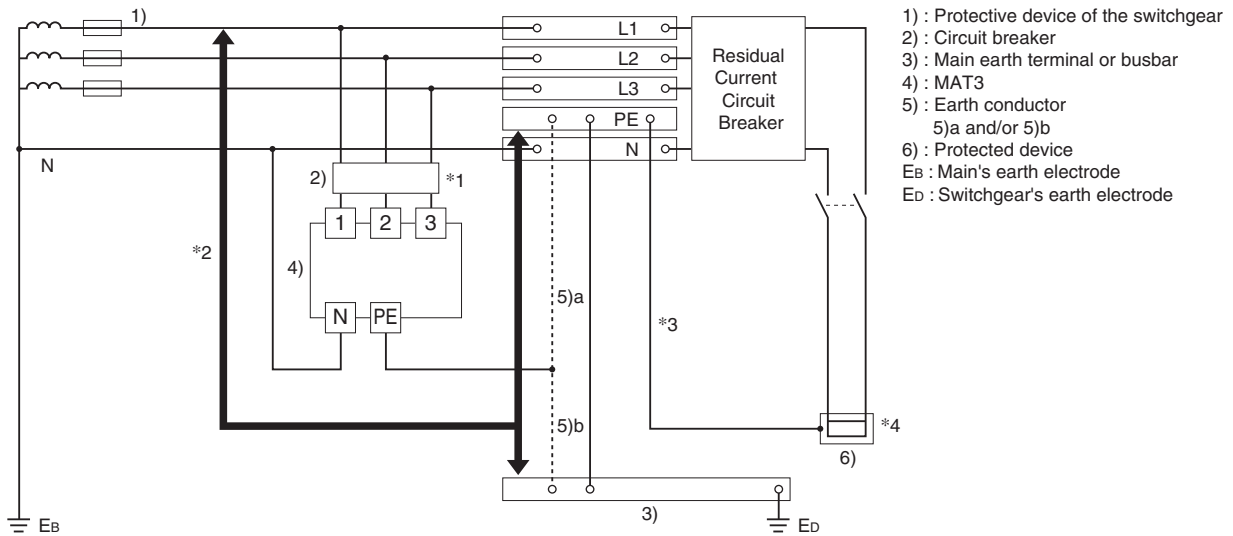 1)
L1
L2
L3
PE
N
Residual
Current
Circuit
Breaker
N
2)
*1
1 2 3
4)
N PE
*2
5)a
5)b
*3
*4
6)
3)
EB
ED
1) : Protective device of the switchgear
2) : Circuit breaker
3) : Main earth terminal or busbar
4) : MAT3
5) : Earth conductor
5)a and/or 5)b
6) : Protected device
EB : Main's earth electrode
ED : Switchgear's earth electrode